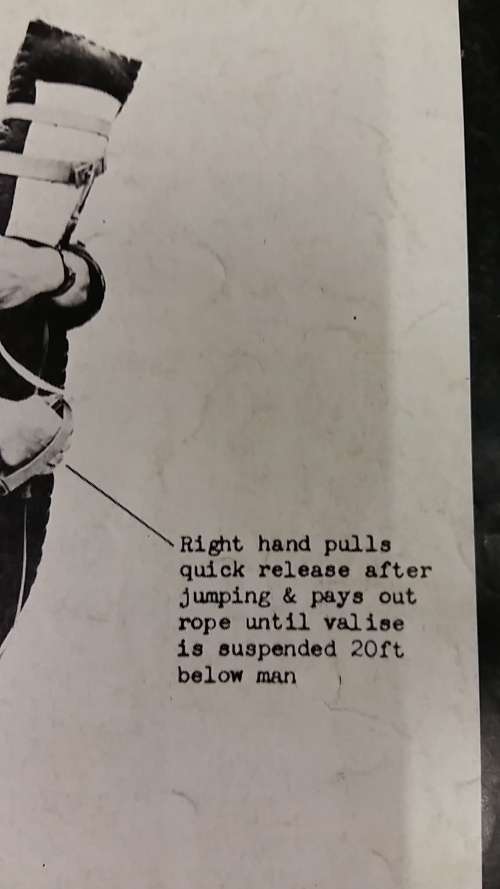 Right hand pulls
quick release after
jumping & pays out
rope until valise
is suspended 20ft
below man